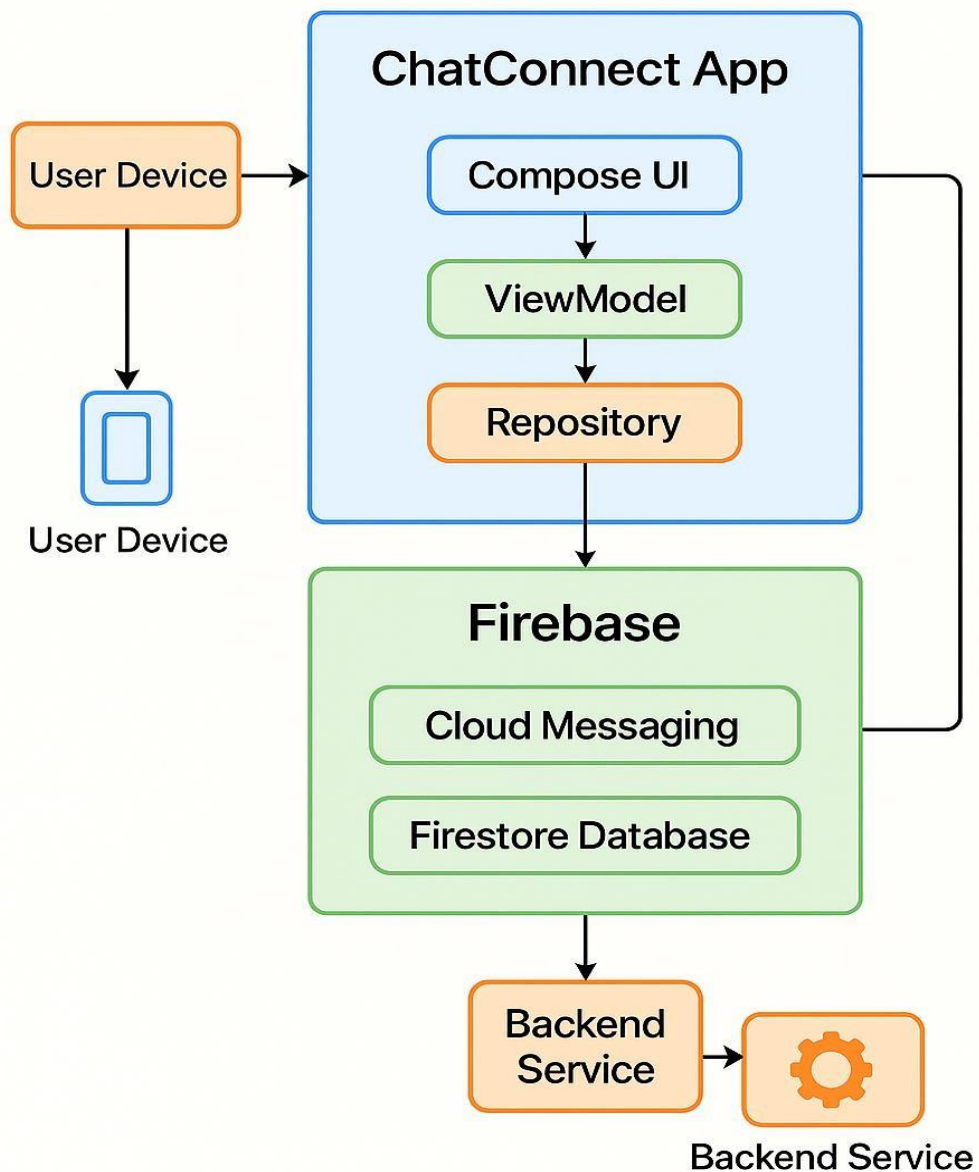 ChatConnect App
User Device
Compose UI
ViewModel
Repository
User Device
Firebase
Cloud Messaging
Firestore Database
Backend
Service
Backend Service